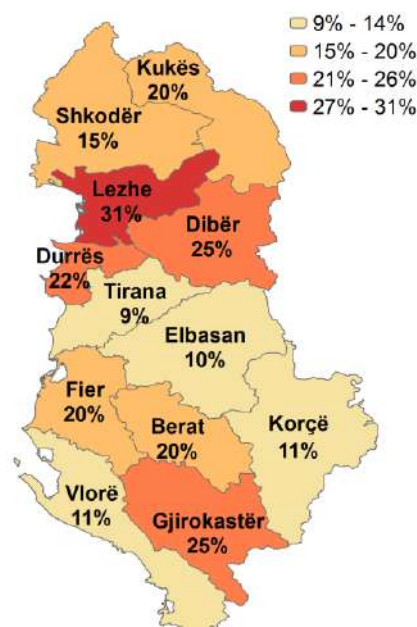 9% - 14%
15% - 20%
21% - 26%
27% - 31%
Kukës
20%
Shkodër
15%
Lezhe
31%
Dibër
25%
Durrës
22%
Tirana
9%
Elbasan
10%
Fier
20%
Berat
20%
Korçë
11%
Vlorë
11%
Gjirokastër
25%